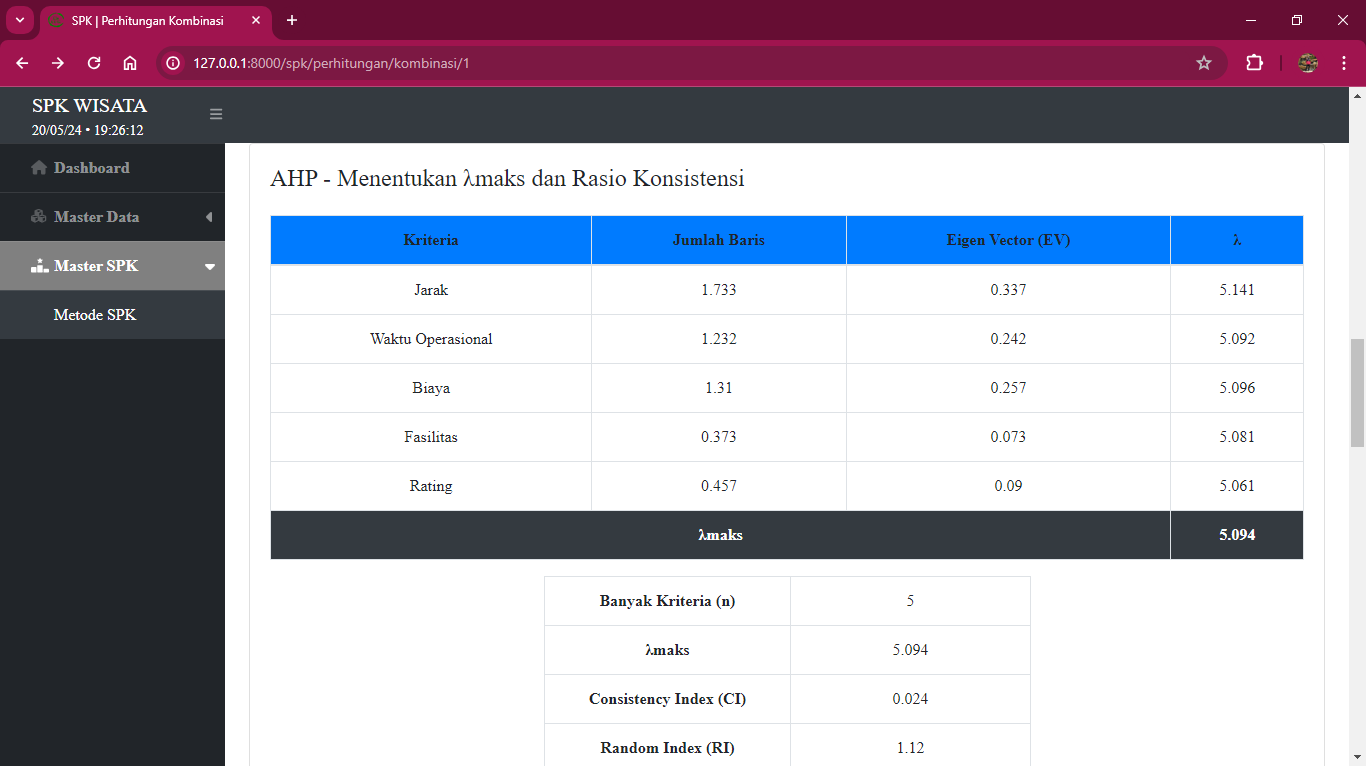 SPK | Perhitungan Kombinasi
127.0.0.1:8000/spk/perhitungan/kombinasi/1
SPK WISATA
20/05/24 • 19:26:12
Dashboard
Master Data
Master SPK
Metode SPK
AHP - Menentukan λmaks dan Rasio Konsistensi
Kriteria Jumlah Baris Eigen Vector (EV) λ
Jarak 1.733 0.337 5.141
Waktu Operasional 1.232 0.242 5.092
Biaya 1.31 0.257 5.096
Fasilitas 0.373 0.073 5.081
Rating 0.457 0.09 5.061
λmaks 5.094
Banyak Kriteria (n) 5
λmaks 5.094
Consistency Index (CI) 0.024
Random Index (RI) 1.12